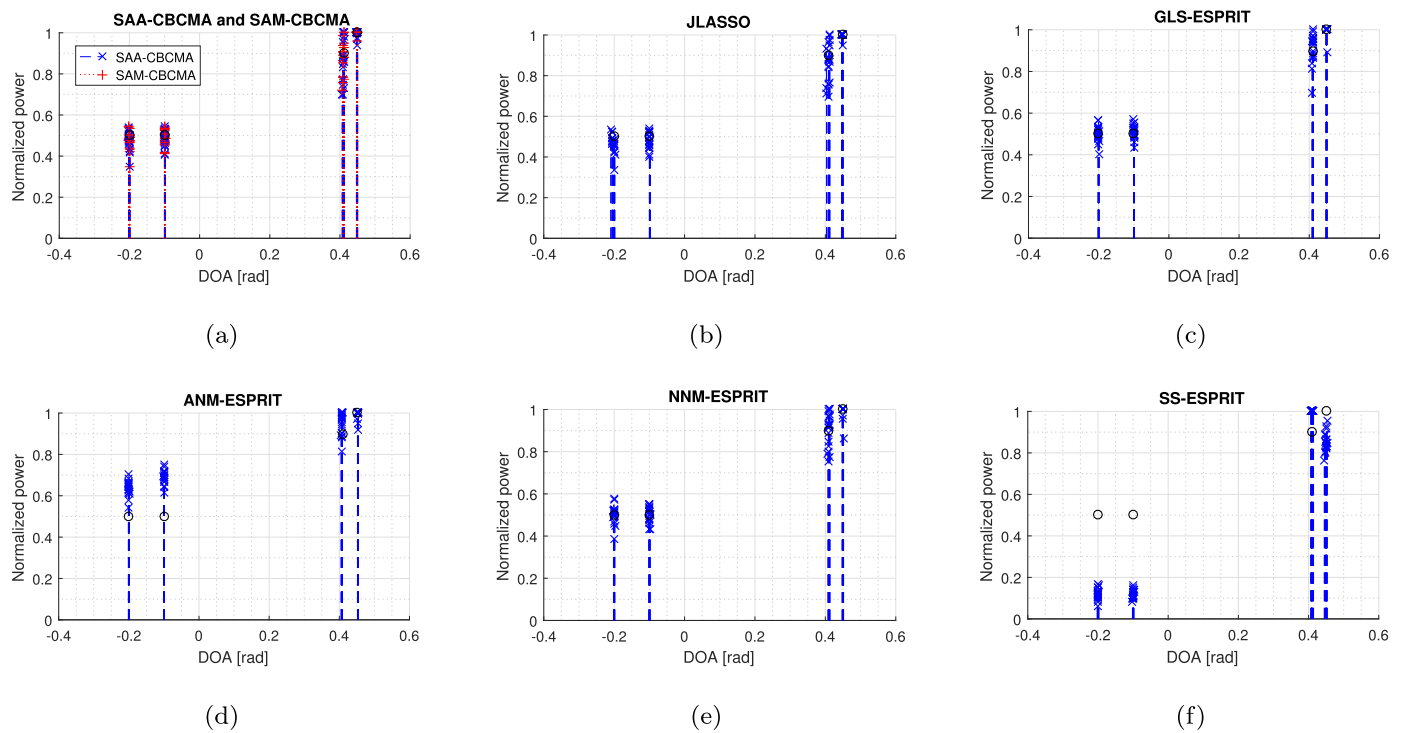 SAA-CBCMA and SAM-CBCMA
SAA-CBCMA
SAM-CBCMA
Normalized power
1
0.8
0.6
0.4
0.2
0
-0.4 -0.2 0 0.2 0.4 0.6
DOA [rad]
(a)
JLASSO
Normalized power
1
0.8
0.6
0.4
0.2
0
-0.4 -0.2 0 0.2 0.4 0.6
DOA [rad]
(b)
GLS-ESPRIT
Normalized power
1
0.8
0.6
0.4
0.2
0
-0.4 -0.2 0 0.2 0.4 0.6
DOA [rad]
(c)
ANM-ESPRIT
Normalized power
1
0.8
0.6
0.4
0.2
0
-0.4 -0.2 0 0.2 0.4 0.6
DOA [rad]
(d)
NNM-ESPRIT
Normalized power
1
0.8
0.6
0.4
0.2
0
-0.4 -0.2 0 0.2 0.4 0.6
DOA [rad]
(e)
SS-ESPRIT
Normalized power
1
0.8
0.6
0.4
0.2
0
-0.4 -0.2 0 0.2 0.4 0.6
DOA [rad]
(f)